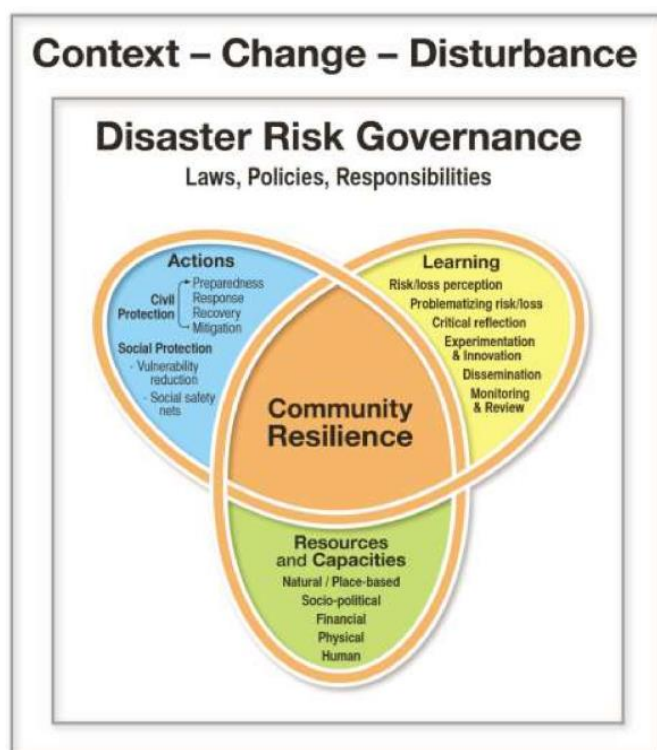 Context – Change – Disturbance
Disaster Risk Governance
Laws, Policies, Responsibilities
Actions
Civil
Protection
Preparedness
Response
Recovery
Mitigation
Social Protection
- Vulnerability
reduction
- Social safety
nets
Learning
Risk/loss perception
Problematizing risk/loss
Critical reflection
Experimentation
& Innovation
Dissemination
Monitoring
& Review
Community
Resilience
Resources
and Capacities
Natural / Place-based
Socio-political
Financial
Physical
Human